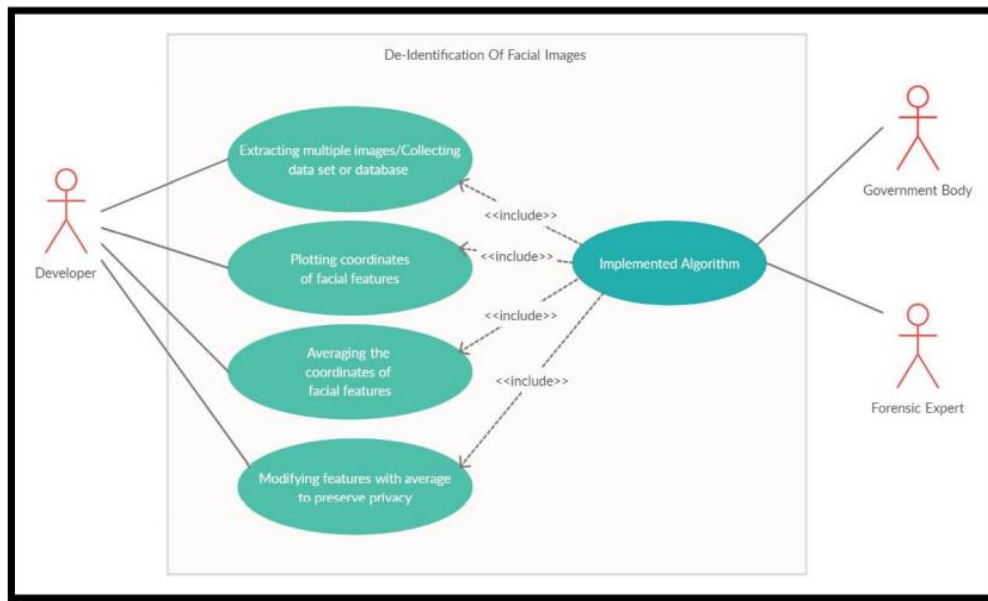 De-Identification Of Facial Images
Extracting multiple images/Collecting
data set or database
Government Body
<<include>>
Developer
Plotting coordinates
of facial features
<<include>>
Implemented Algorithm
<<include>>
Averaging the
coordinates of
facial features
<<include>>
Forensic Expert
Modifying features with average
to preserve privacy